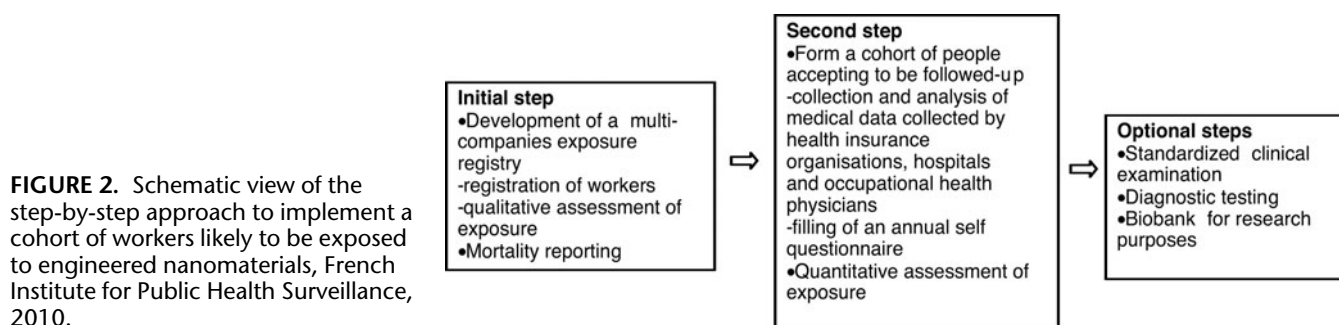 FIGURE 2. Schematic view of the
step-by-step approach to implement a
cohort of workers likely to be exposed
to engineered nanomaterials, French
Institute for Public Health Surveillance,
2010.
Initial step
•Development of a multi-
companies exposure
registry
-registration of workers
-qualitative assessment of
exposure
•Mortality reporting
Second step
•Form a cohort of people
accepting to be followed-up
-collection and analysis of
medical data collected by
health insurance
organisations, hospitals
and occupational health
physicians
-filling of an annual self
questionnaire
•Quantitative assessment of
exposure
Optional steps
•Standardized clinical
examination
•Diagnostic testing
•Biobank for research
purposes